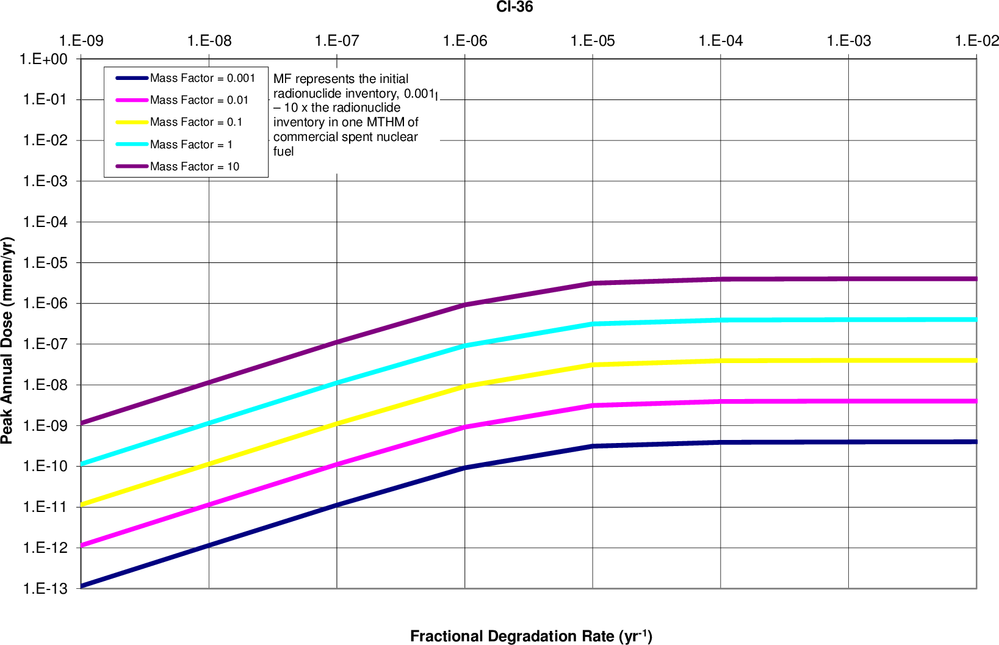 Cl-36
1.E-09 1.E-08 1.E-07 1.E-06 1.E-05 1.E-04 1.E-03 1.E-02
1.E+00
1.E-01
1.E-02
1.E-03
1.E-04
1.E-05
1.E-06
1.E-07
1.E-08
1.E-09
1.E-10
1.E-11
1.E-12
1.E-13
Peak Annual Dose (mrem/yr)
Mass Factor = 0.001
Mass Factor = 0.01
Mass Factor = 0.1
Mass Factor = 1
Mass Factor = 10
MF represents the initial
radionuclide inventory, 0.001
– 10 x the radionuclide
inventory in one MTHM of
commercial spent nuclear
fuel
Fractional Degradation Rate (yr⁻¹)